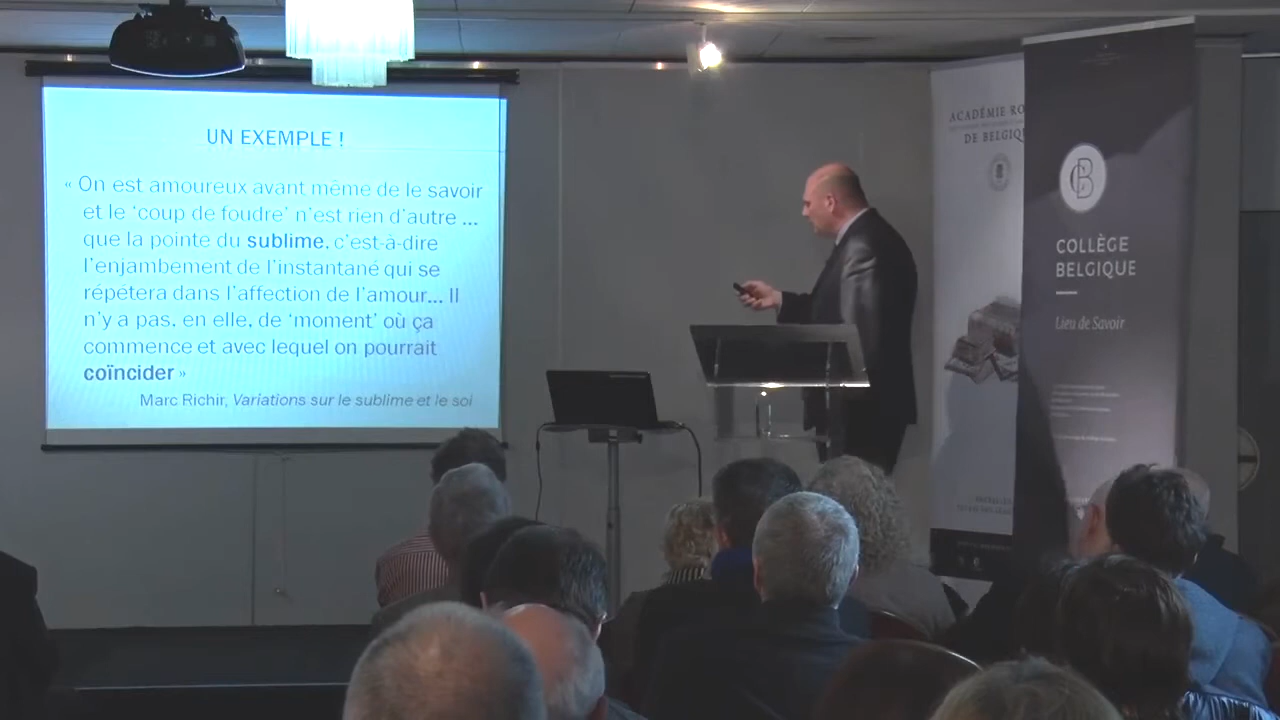 UN EXEMPLE !
« On est amoureux avant même de le savoir
et le ‘coup de foudre’ n’est rien d’autre ...
que la pointe du sublime, c’est-à-dire
l’enjambement de l’instantané qui se
répétera dans l’affection de l’amour... Il
n’y a pas, en elle, de ‘moment’ où ça
commence et avec lequel on pourrait
coïncider »
Marc Richir, Variations sur le sublime et le soi
ACADÉMIE RO
DE BELGIQU
CB
COLLÈGE
BELGIQUE
Lieu de Savoir